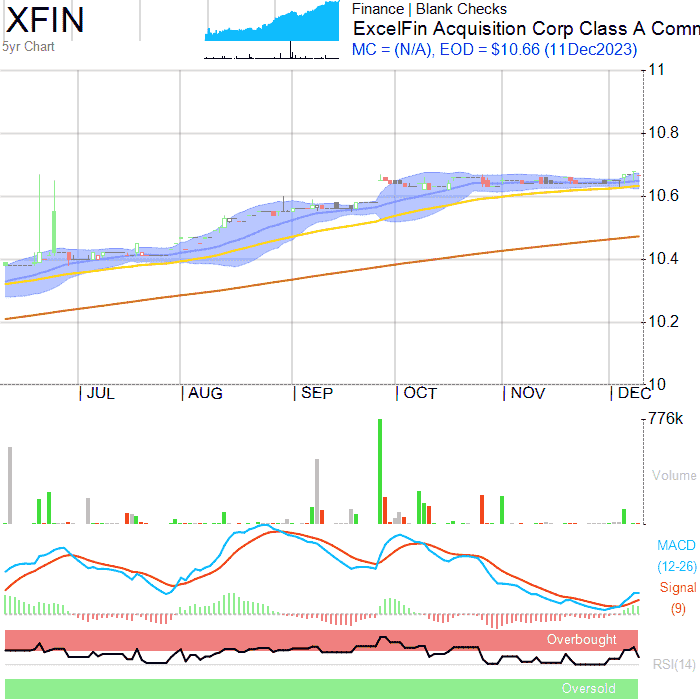 XFIN
5yr Chart
Finance | Blank Checks
ExcelFin Acquisition Corp Class A Comn
MC = (N/A), EOD = $10.66 (11Dec2023)
11
10.8
10.6
10.4
10.2
10
| JUL | AUG | SEP | OCT | NOV | DEC
776k
Volume
MACD
(12-26)
Signal
(9)
Overbought
RSI(14)
Oversold